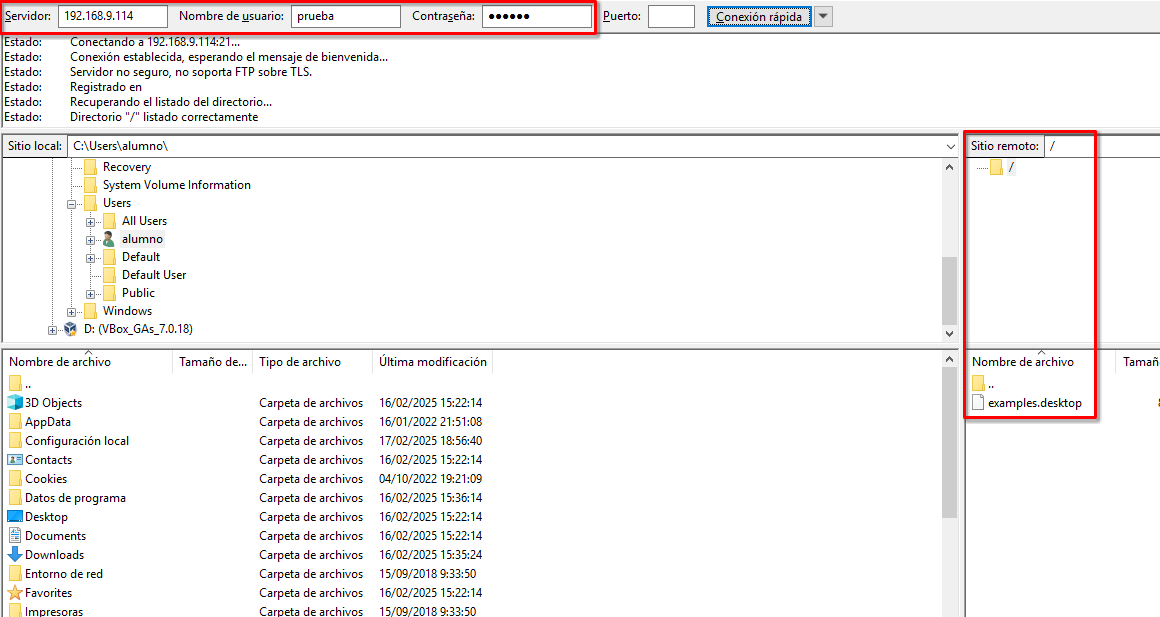 Servidor: 192.168.9.114 Nombre de usuario: prueba Contraseña: ●●●●●● Puerto: Conexión rápida
Estado: Conectando a 192.168.9.114:21...
Estado: Conexión establecida, esperando el mensaje de bienvenida...
Estado: Servidor no seguro, no soporta FTP sobre TLS.
Estado: Registrado en
Estado: Recuperando el listado del directorio...
Estado: Directorio "/" listado correctamente
Sitio local: C:\Users\alumno\
Recovery
System Volume Information
Users
All Users
alumno
Default
Default User
Public
Windows
D: (VBox_GAs_7.0.18)
Sitio remoto: /
/
Nombre de archivo Tamaño de... Tipo de archivo Última modificación
..
3D Objects Carpeta de archivos 16/02/2025 15:22:14
AppData Carpeta de archivos 16/01/2022 21:51:08
Configuración local Carpeta de archivos 17/02/2025 18:56:40
Contacts Carpeta de archivos 16/02/2025 15:22:14
Cookies Carpeta de archivos 04/10/2022 19:21:09
Datos de programa Carpeta de archivos 16/02/2025 15:36:14
Desktop Carpeta de archivos 16/02/2025 15:22:14
Documents Carpeta de archivos 16/02/2025 15:22:14
Downloads Carpeta de archivos 16/02/2025 15:35:24
Entorno de red Carpeta de archivos 15/09/2018 9:33:50
Favorites Carpeta de archivos 16/02/2025 15:22:14
Impresoras Carpeta de archivos 15/09/2018 9:33:50
Nombre de archivo Tamañ
..
examples.desktop